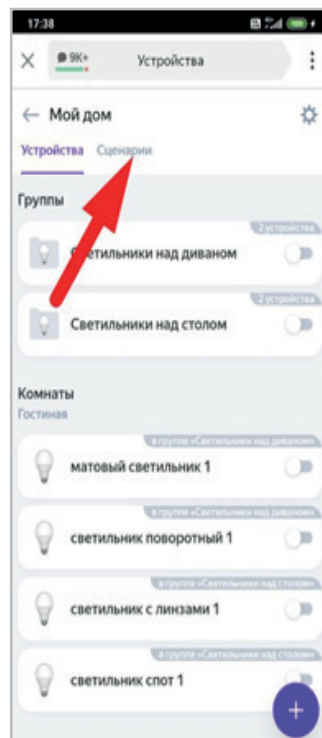 17:38
9K+ Устройства
Мой дом
Устройства Сценарии
Группы
2 устройства
Светильники над диваном
2 устройства
Светильники над столом
Комнаты
Гостиная
в группе «Светильники над диваном»
матовый светильник 1
в группе «Светильники над диваном»
светильник поворотный 1
в группе «Светильники над столом»
светильник с линзами 1
в группе «Светильники над столом»
светильник спот 1